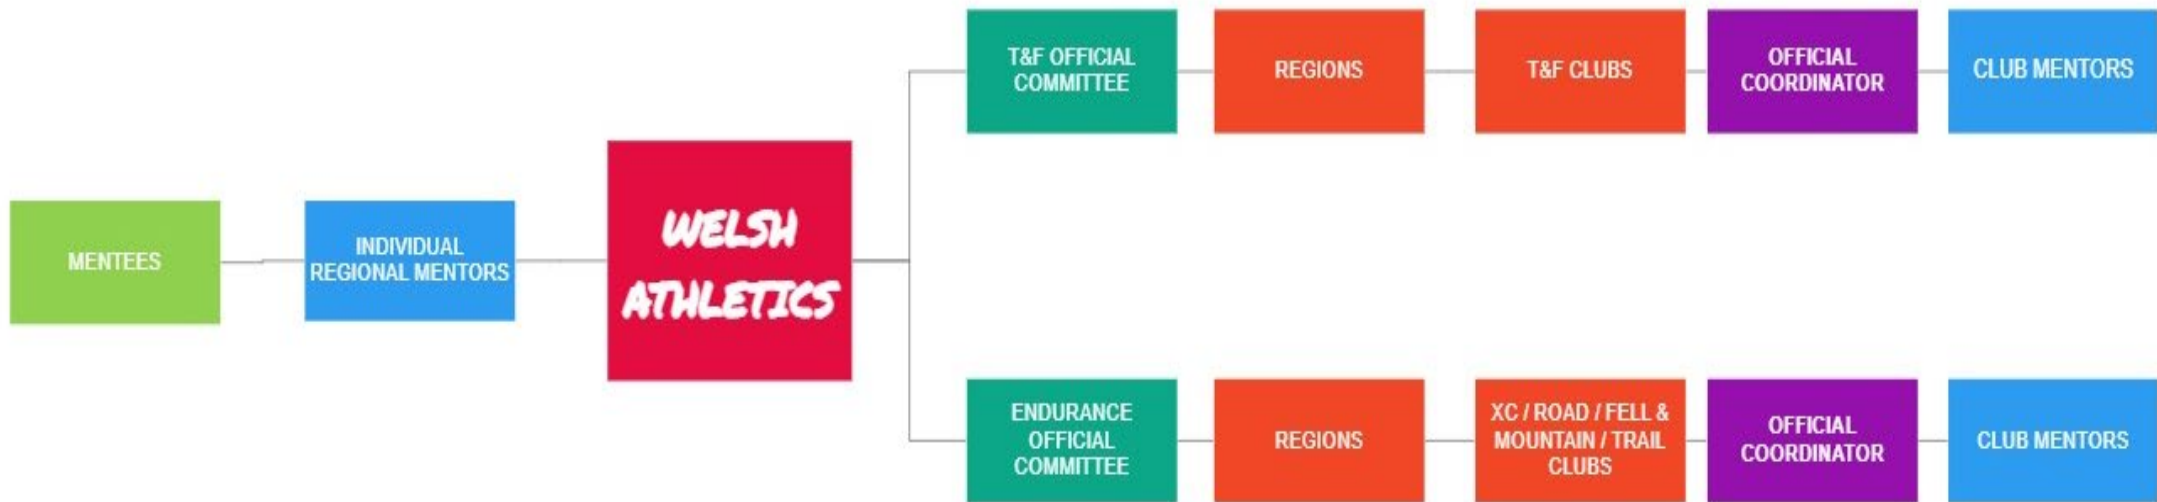 MENTEES
INDIVIDUAL
REGIONAL MENTORS
WELSH
ATHLETICS
T&F OFFICIAL
COMMITTEE
REGIONS
T&F CLUBS
OFFICIAL
COORDINATOR
CLUB MENTORS
ENDURANCE
OFFICIAL
COMMITTEE
REGIONS
XC / ROAD / FELL &
MOUNTAIN / TRAIL
CLUBS
OFFICIAL
COORDINATOR
CLUB MENTORS